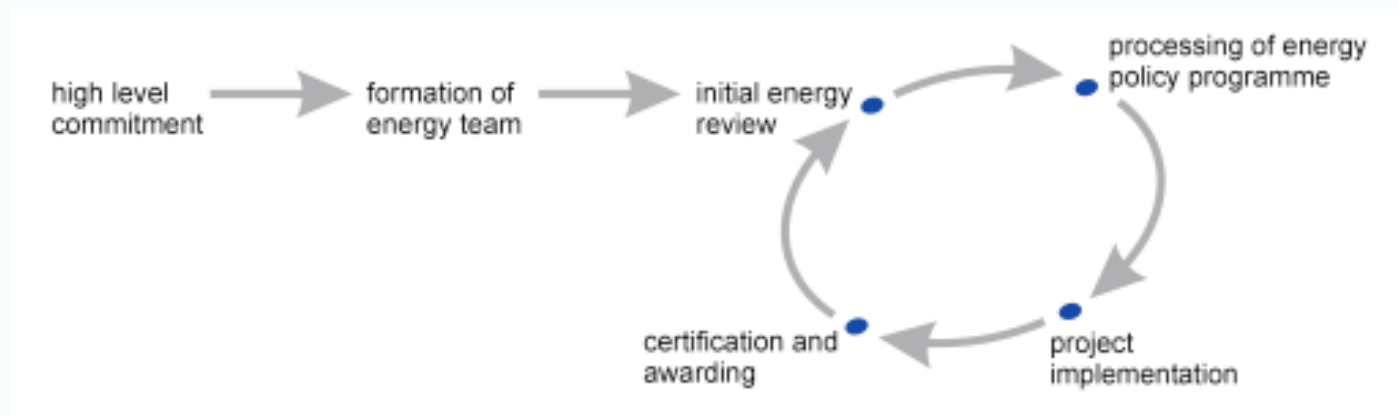 high level
commitment
formation of
energy team
initial energy
review
processing of energy
policy programme
project
implementation
certification and
awarding